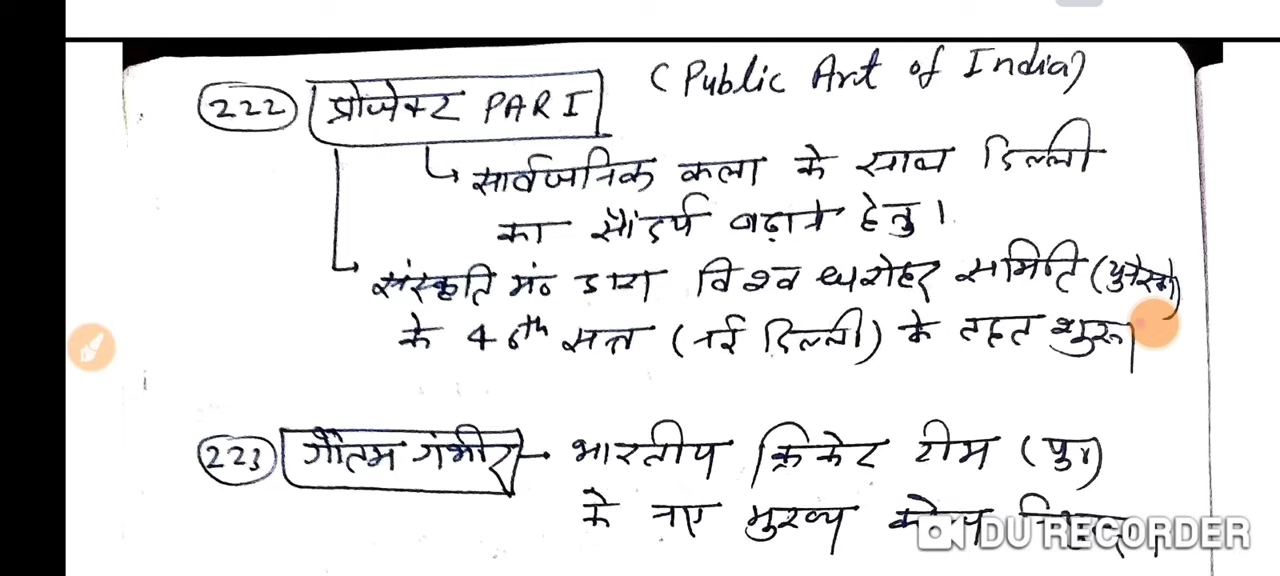 (Public Art of India)
222 प्रोजेक्ट PARI
सार्वजनिक कला के साथ दिल्ली
का सौंदर्य बढ़ाने हेतु।
संस्कृति मं० द्वारा विश्व धरोहर समिति (यूनेस्को)
के 46th सत्र (नई दिल्ली) के तहत शुरू
223 गौतम गंभीर → भारतीय क्रिकेट टीम (पुरुष)
के नए मुख्य कोच
DU RECORDER